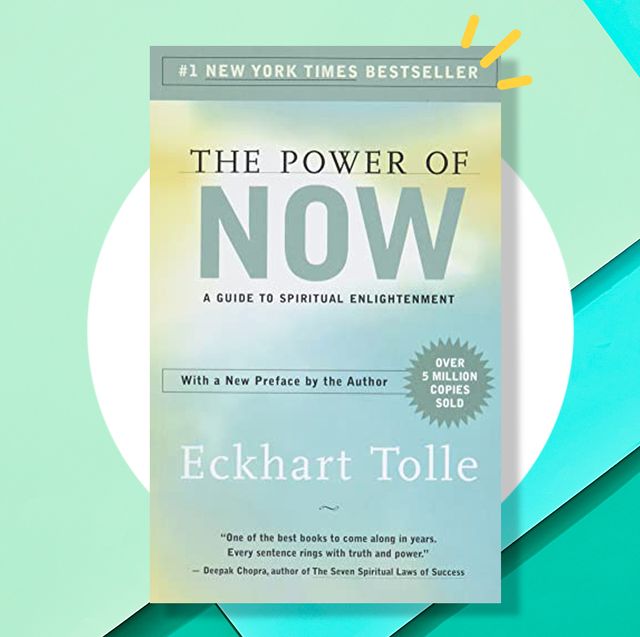 #1 NEW YORK TIMES BESTSELLER
THE POWER OF
NOW
A GUIDE TO SPIRITUAL ENLIGHTENMENT
With a New Preface by the Author
OVER
5 MILLION
COPIES
SOLD
Eckhart Tolle
"One of the best books to come along in years.
Every sentence rings with truth and power."
— Deepak Chopra, author of The Seven Spiritual Laws of Success